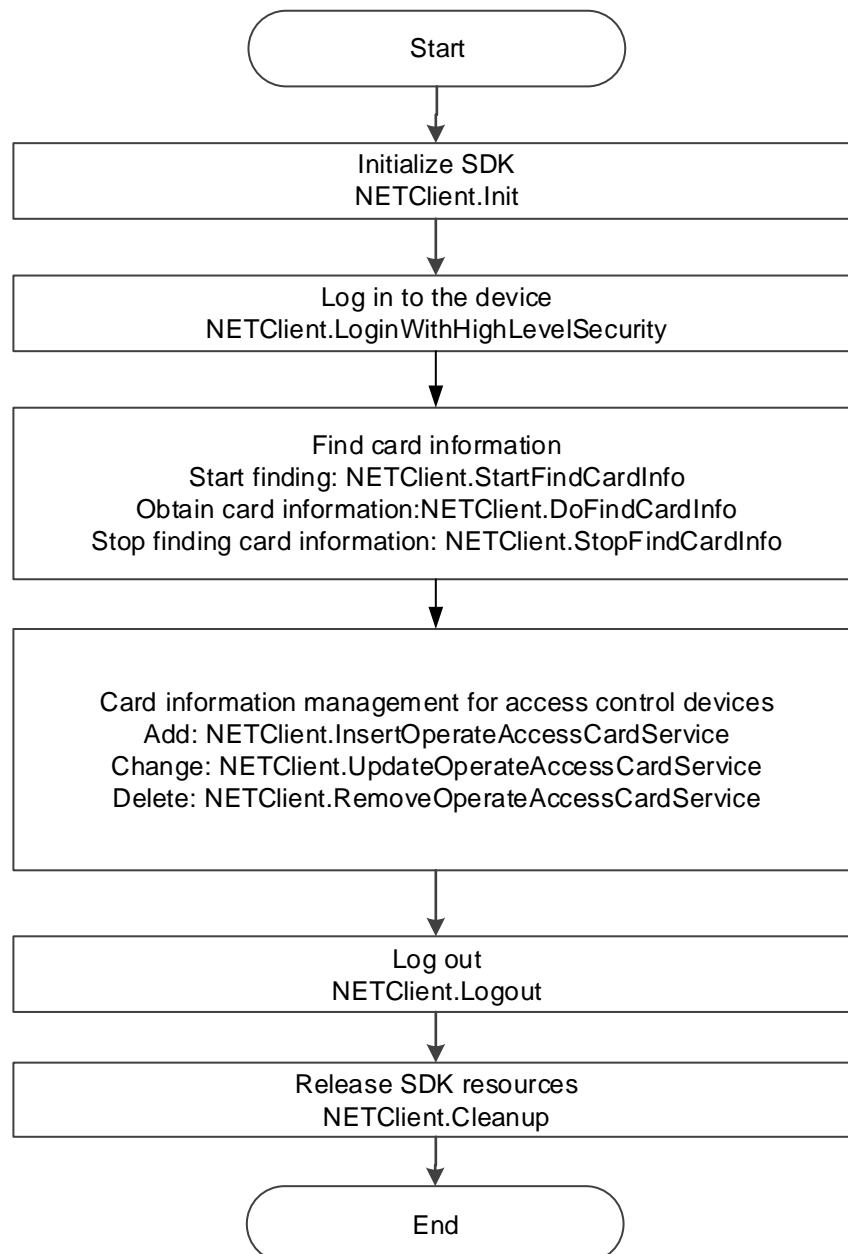 Start
Initialize SDK
NETClient.Init
Log in to the device
NETClient.LoginWithHighLevelSecurity
Find card information
Start finding: NETClient.StartFindCardInfo
Obtain card information:NETClient.DoFindCardInfo
Stop finding card information: NETClient.StopFindCardInfo
Card information management for access control devices
Add: NETClient.InsertOperateAccessCardService
Change: NETClient.UpdateOperateAccessCardService
Delete: NETClient.RemoveOperateAccessCardService
Log out
NETClient.Logout
Release SDK resources
NETClient.Cleanup
End